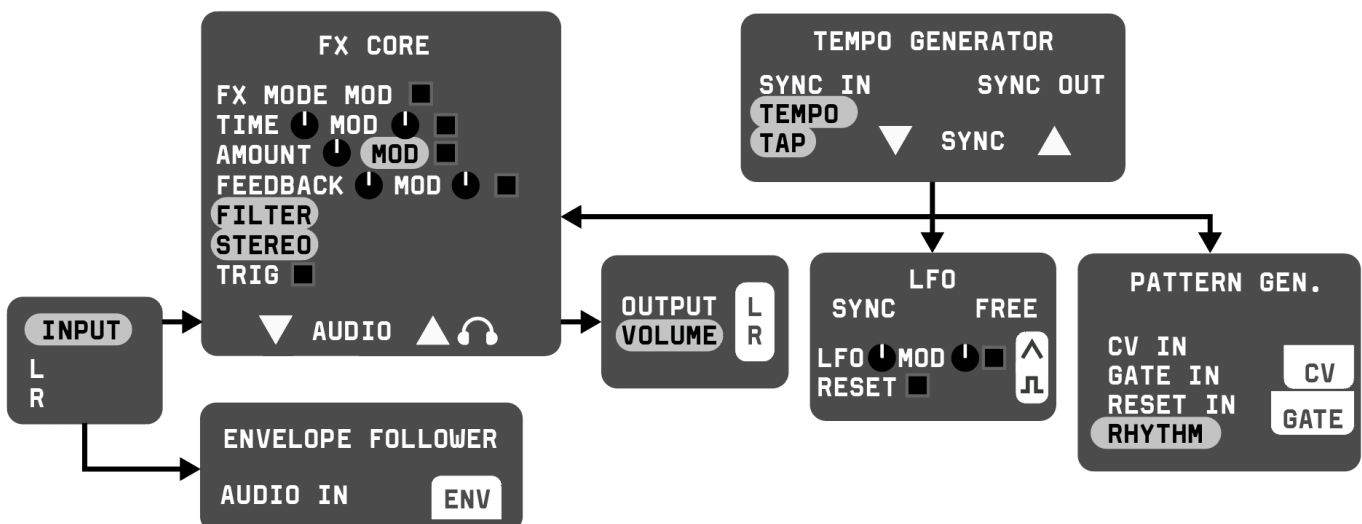 FX CORE
FX MODE MOD
TIME MOD
AMOUNT MOD
FEEDBACK MOD
FILTER
STEREO
TRIG
AUDIO
TEMPO GENERATOR
SYNC IN SYNC OUT
TEMPO
TAP
SYNC
INPUT
L
R
OUTPUT L
VOLUME R
LFO
SYNC FREE
LFO MOD
RESET
PATTERN GEN.
CV IN
GATE IN
RESET IN
RHYTHM
CV
GATE
ENVELOPE FOLLOWER
AUDIO IN ENV